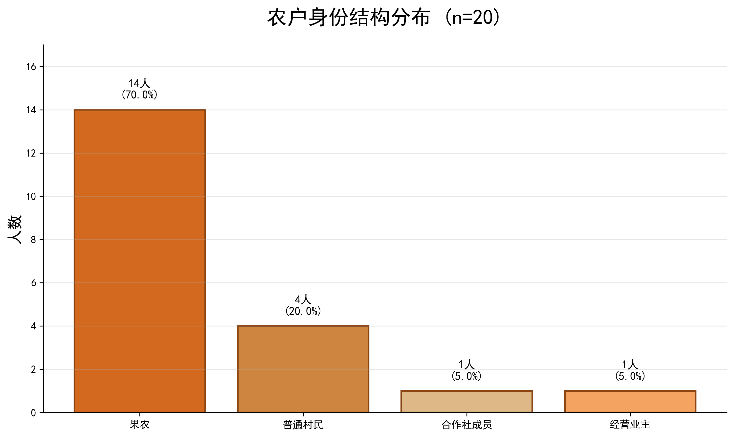 农户身份结构分布 (n=20)
人数
16
14
12
10
8
6
4
2
0
14人
(70.0%)
4人
(20.0%)
1人
(5.0%)
1人
(5.0%)
果农
普通村民
合作社成员
经营业主